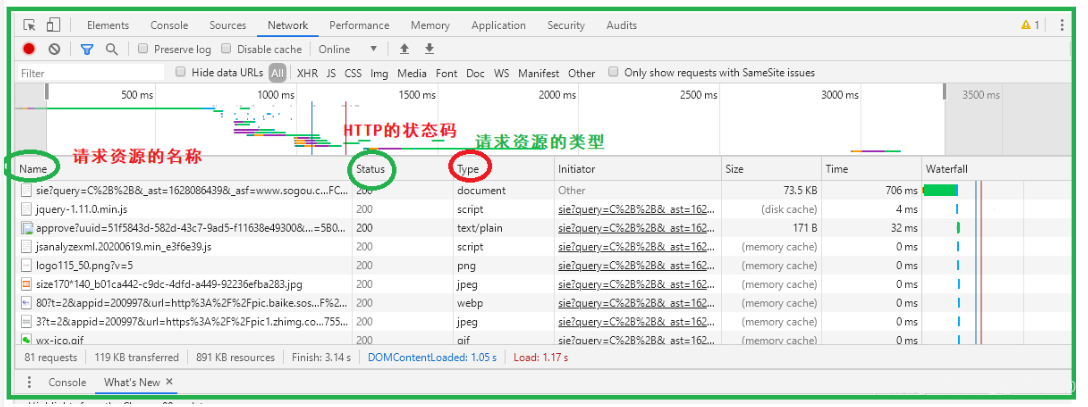 Elements Console Sources Network Performance Memory Application Security Audits 1
Preserve log Disable cache Online
Filter Hide data URLs All XHR JS CSS Img Media Font Doc WS Manifest Other Only show requests with SameSite issues
500 ms 1000 ms 1500 ms 2000 ms 2500 ms 3000 ms 3500 ms
HTTP的状态码
请求资源的类型
请求资源的名称
Name Status Type Initiator Size Time Waterfall
sie?query=C%2B%2B&_ast=1628086439&_asf=www.sogou.c...FC... 200 document Other 73.5 KB 706 ms
jquery-1.11.0.min.js 200 script sie?query=C%2B%2B&_ast=162... (disk cache) 4 ms
approve?uuid=51f5843d-582d-43c7-9ad5-f11638e49300&...=5B0... 200 text/plain sie?query=C%2B%2B&_ast=162... 171 B 32 ms
jsanalyzexml.20200619.min_e3f6e39.js 200 script sie?query=C%2B%2B&_ast=162... (memory cache) 0 ms
logo115_50.png?v=5 200 png sie?query=C%2B%2B&_ast=162... (memory cache) 0 ms
size170*140_b01ca442-c9dc-4dfd-a449-92236efba283.jpg 200 jpeg sie?query=C%2B%2B&_ast=162... (memory cache) 0 ms
80?t=2&appid=200997&url=http%3A%2F%2Fpic.baike.sos...F%2... 200 webp sie?query=C%2B%2B&_ast=162... (memory cache) 0 ms
3?t=2&appid=200997&url=https%3A%2F%2Fpic1.zhimg.co...755... 200 jpeg sie?query=C%2B%2B&_ast=162... (memory cache) 0 ms
wx-ico.gif 200 gif sie?query=C%2B%2B&_ast=162... (memory cache) 0 ms
81 requests 119 KB transferred 891 KB resources Finish: 3.14 s DOMContentLoaded: 1.05 s Load: 1.17 s
Console What's New ×